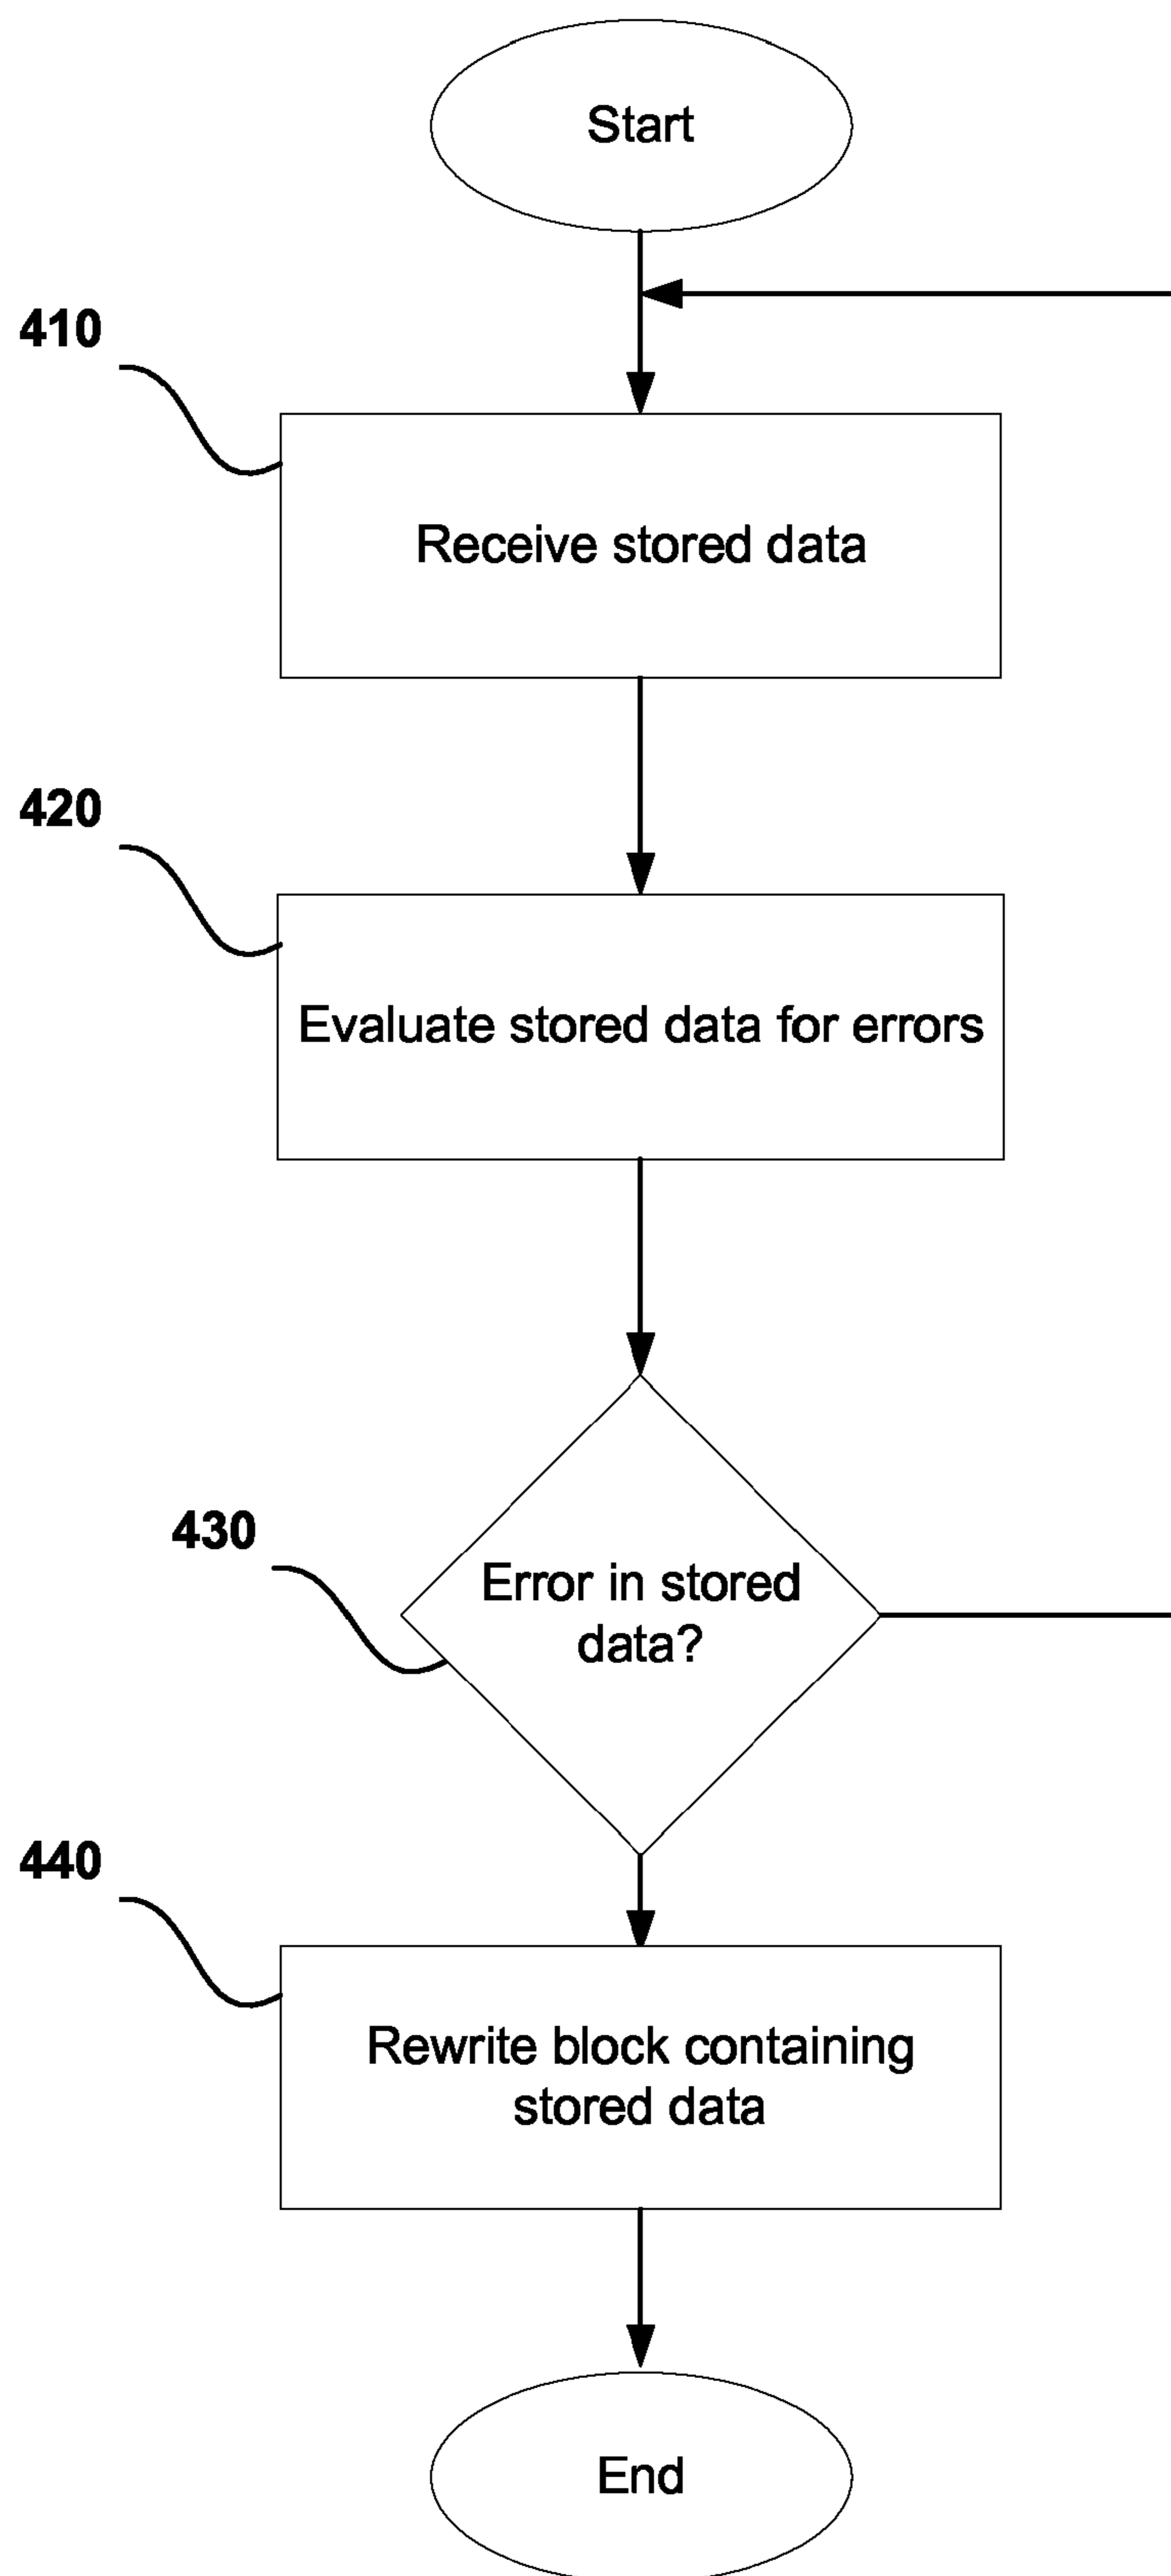 Start
410
Receive stored data
420
Evaluate stored data for errors
430
Error in stored
data?
440
Rewrite block containing
stored data
End